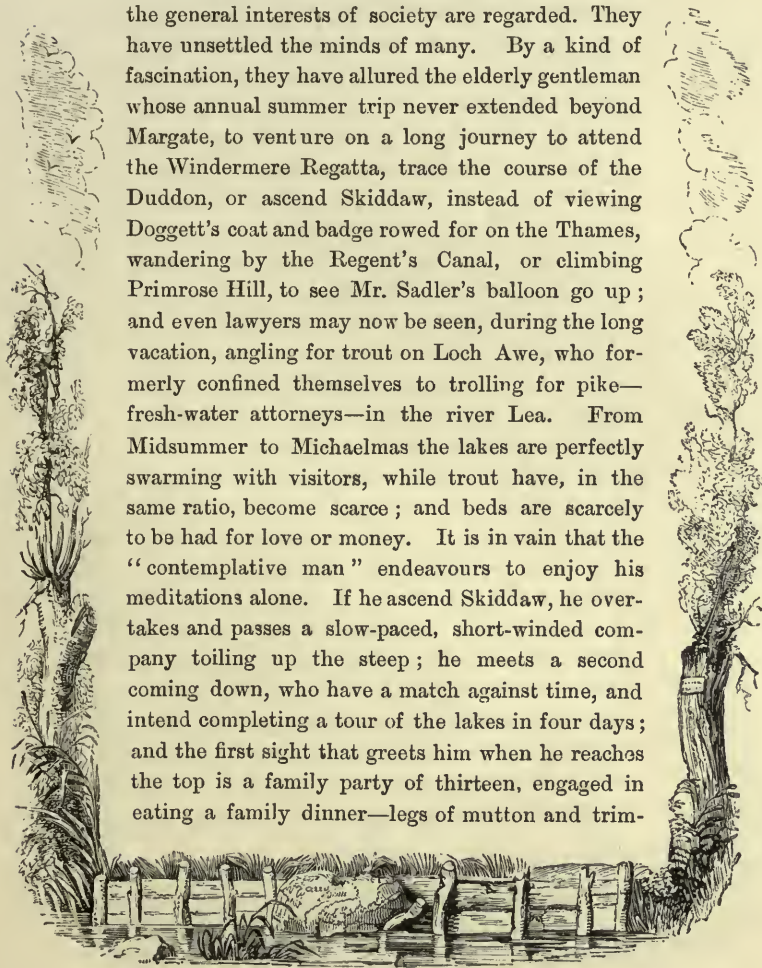 the general interests of society are regarded. They
have unsettled the minds of many. By a kind of
fascination, they have allured the elderly gentleman
whose annual summer trip never extended beyond
Margate, to venture on a long journey to attend
the Windermere Regatta, trace the course of the
Duddon, or ascend Skiddaw, instead of viewing
Doggett's coat and badge rowed for on the Thames,
wandering by the Regent's Canal, or climbing
Primrose Hill, to see Mr. Sadler's balloon go up ;
and even lawyers may now be seen, during the long
vacation, angling for trout on Loch Awe, who for-
merly confined themselves to trolling for pike—
fresh-water attorneys—in the river Lea. From
Midsummer to Michaelmas the lakes are perfectly
swarming with visitors, while trout have, in the
same ratio, become scarce ; and beds are scarcely
to be had for love or money. It is in vain that the
“contemplative man” endeavours to enjoy his
meditations alone. If he ascend Skiddaw, he over-
takes and passes a slow-paced, short-winded com-
pany toiling up the steep ; he meets a second
coming down, who have a match against time, and
intend completing a tour of the lakes in four days ;
and the first sight that greets him when he reaches
the top is a family party of thirteen, engaged in
eating a family dinner—legs of mutton and trim-